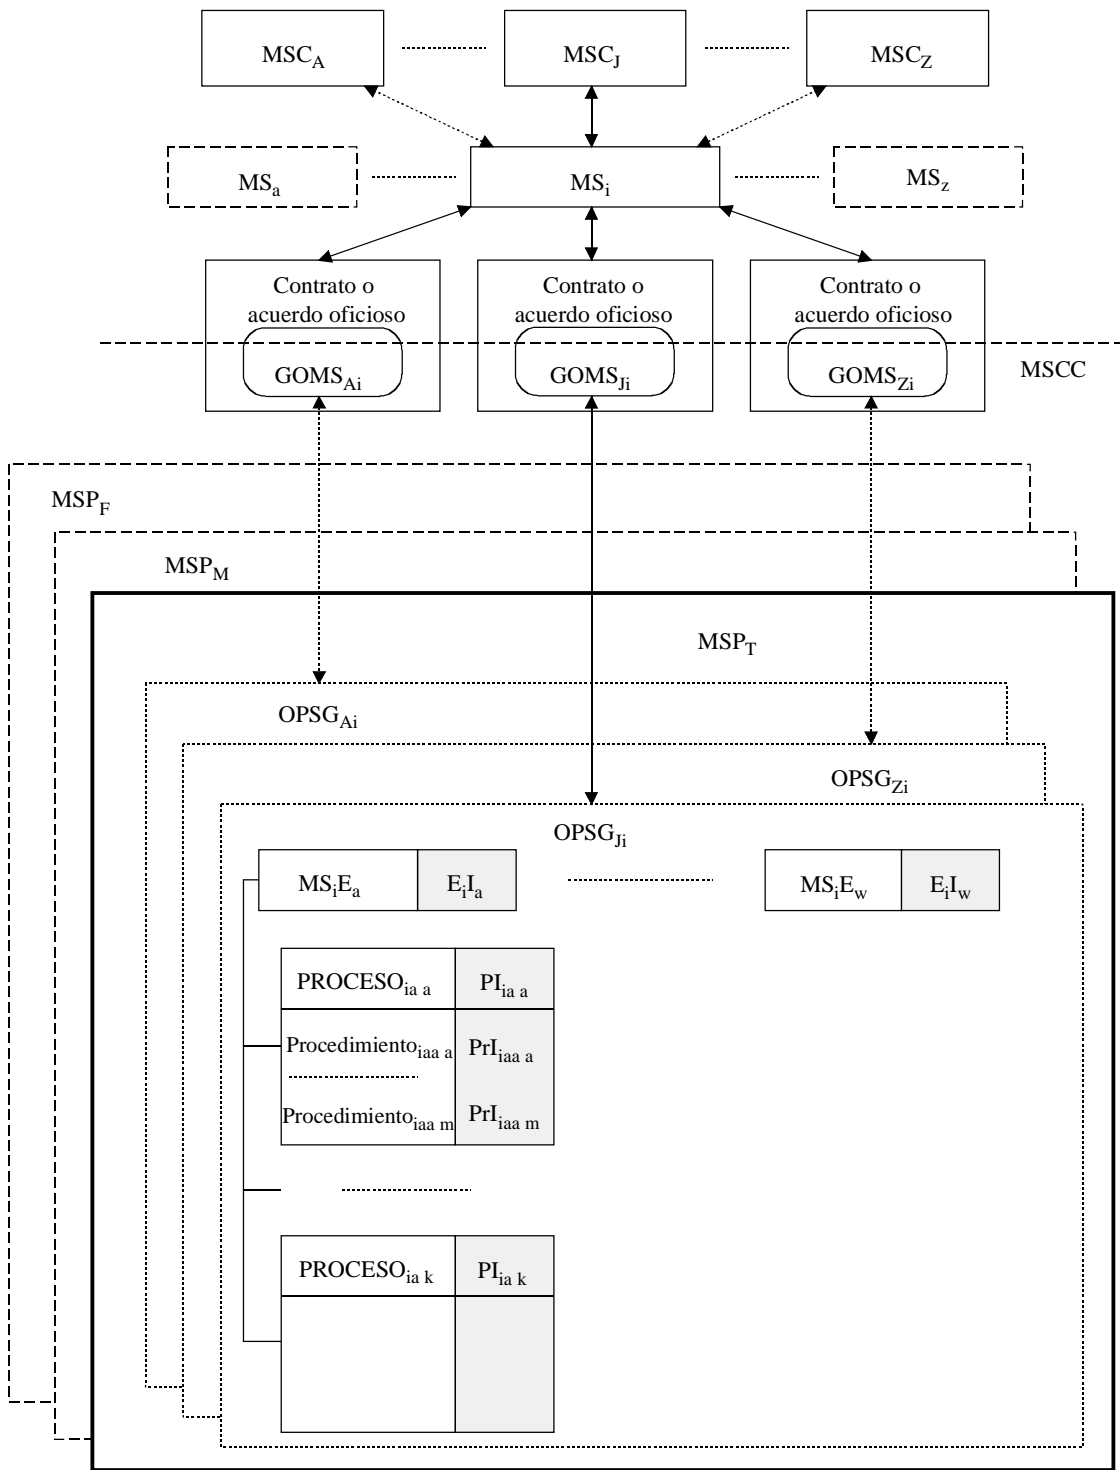 MSC_A
MSC_J
MSC_Z
MS_a
MS_i
MS_z
Contrato o
acuerdo oficioso
GOMS_Ai
Contrato o
acuerdo oficioso
GOMS_Ji
Contrato o
acuerdo oficioso
GOMS_Zi
MSCC
MSP_F
MSP_M
MSP_T
OPSG_Ai
OPSG_Zi
OPSG_Ji
MS_iE_a E_iI_a
MS_iE_w E_iI_w
PROCESO_ia a PI_ia a
Procedimiento_iaa a PrI_iaa a
Procedimiento_iaa m PrI_iaa m
PROCESO_ia k PI_ia k